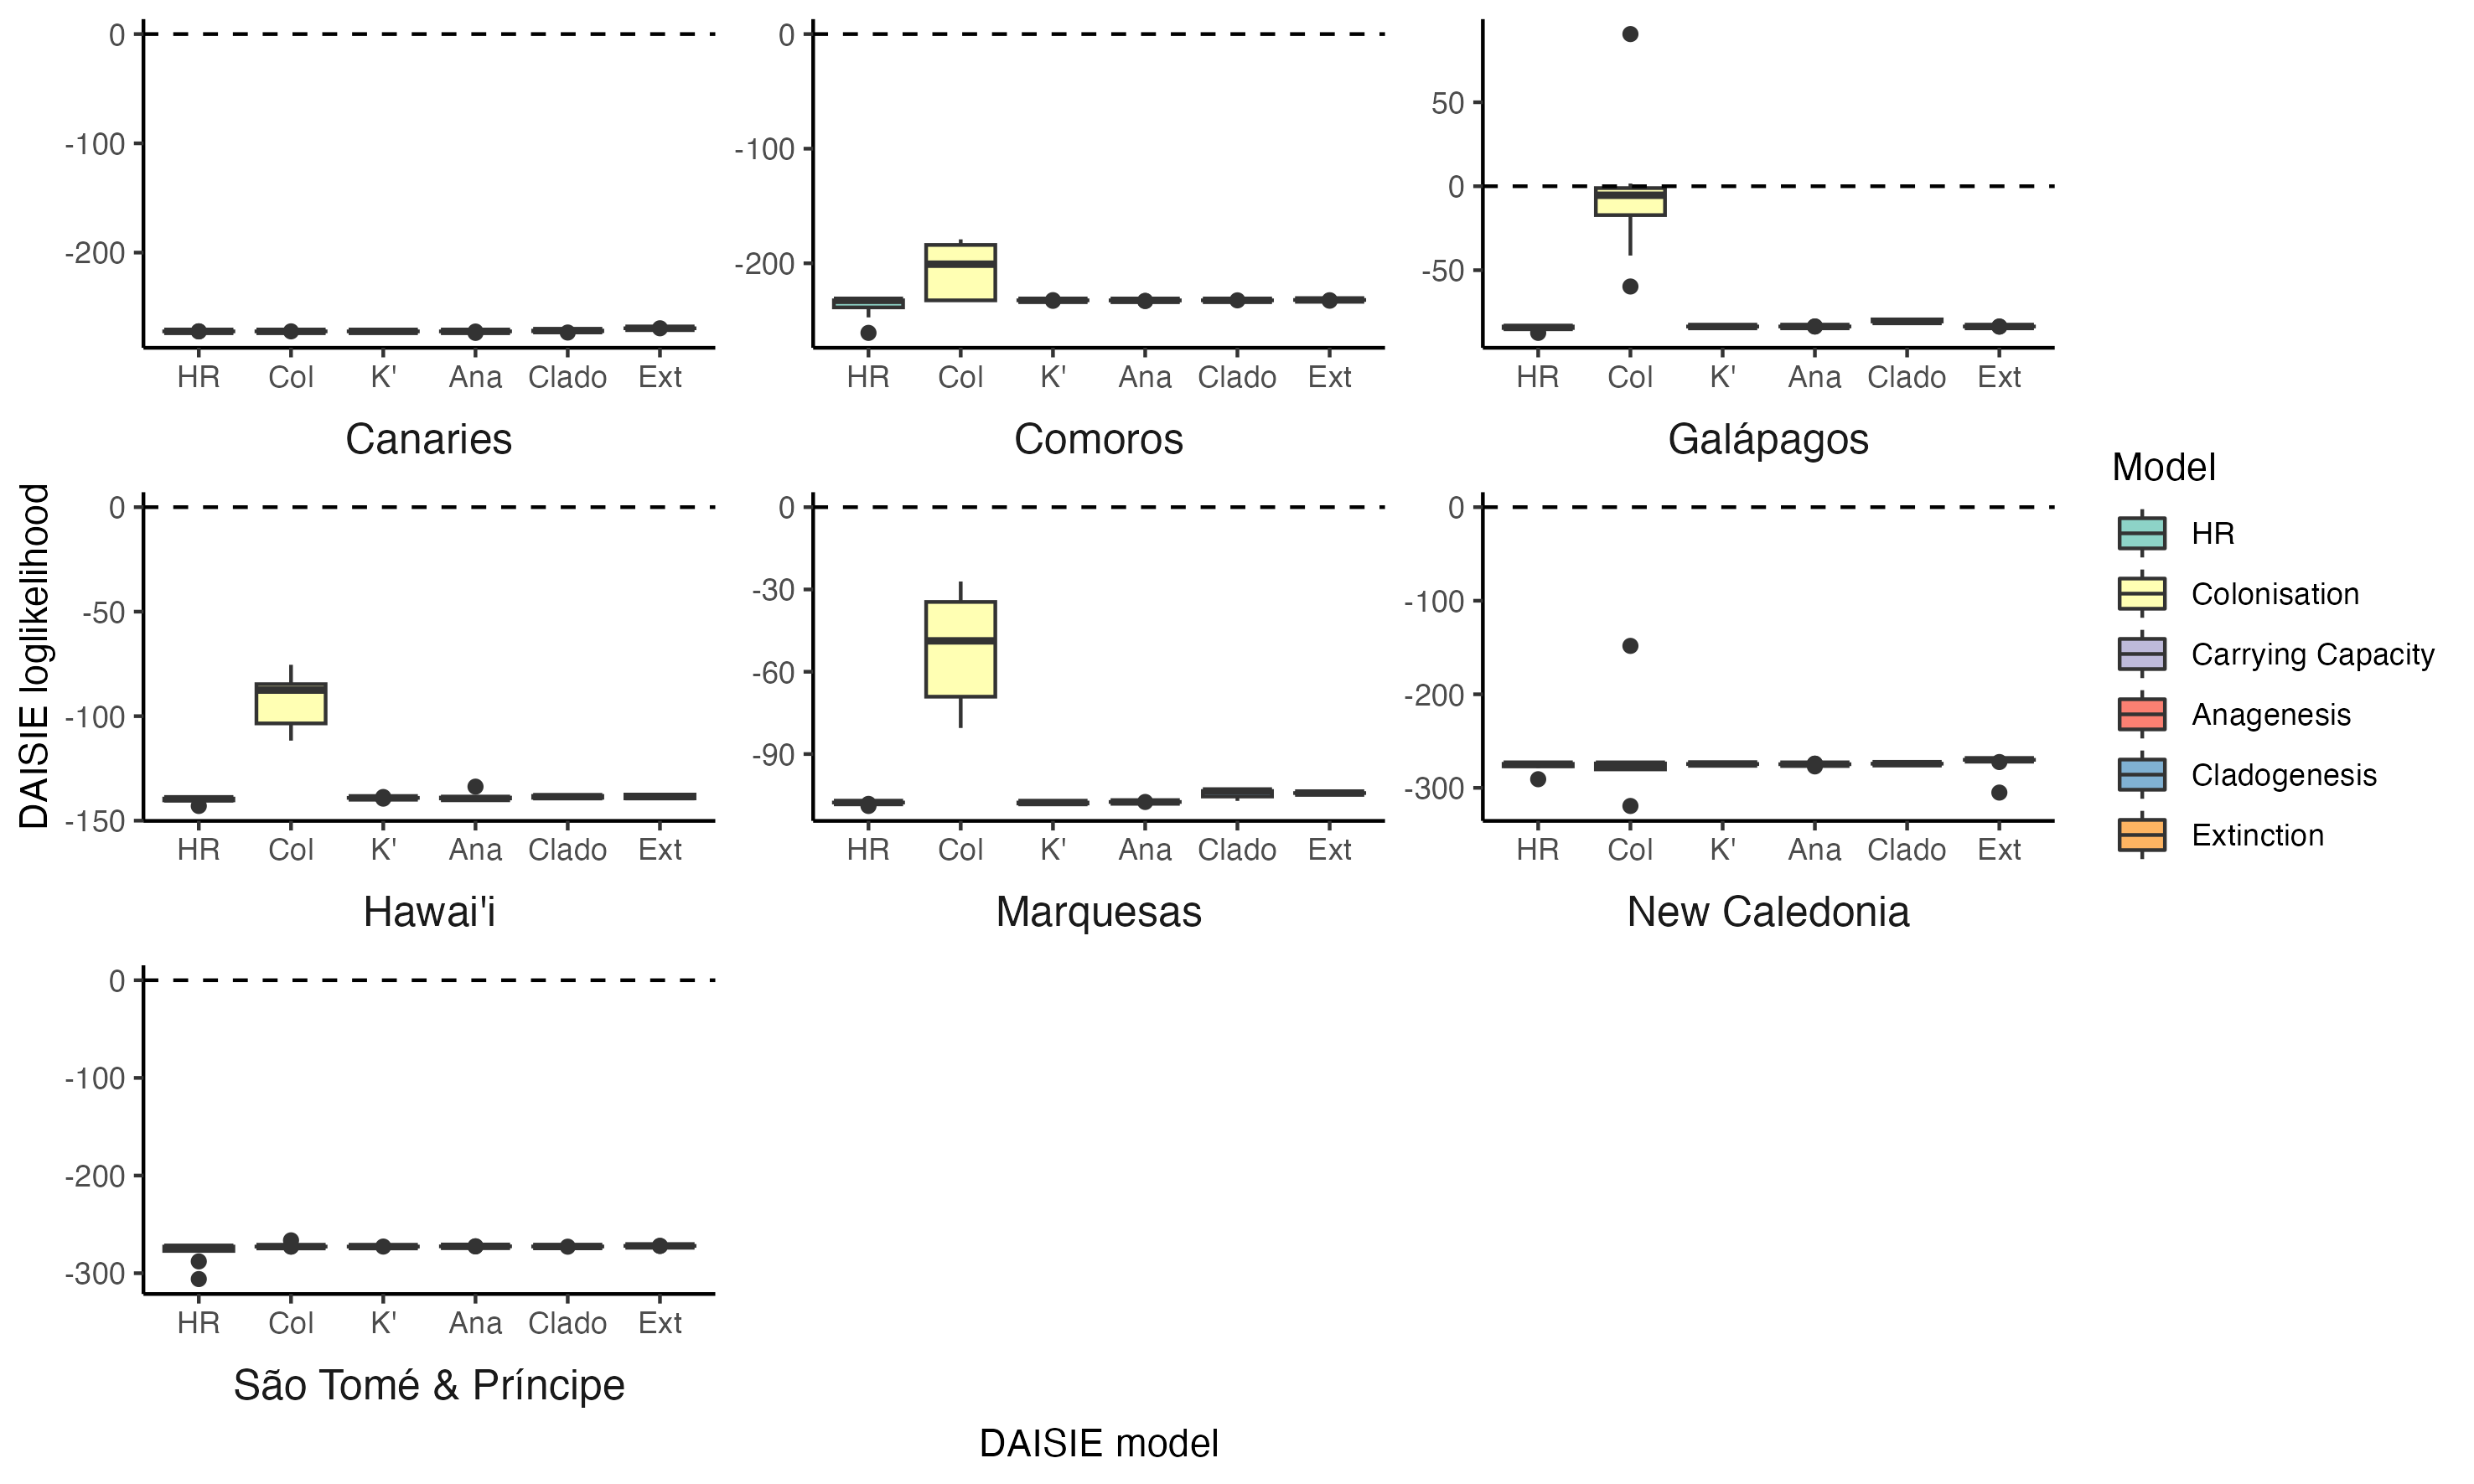 0
-100
-200
HR Col K' Ana Clado Ext
Canaries
0
-100
-200
HR Col K' Ana Clado Ext
Comoros
50
0
-50
HR Col K' Ana Clado Ext
Galápagos
DAISIE loglikelihood
0
-50
-100
-150
HR Col K' Ana Clado Ext
Hawai'i
0
-30
-60
-90
HR Col K' Ana Clado Ext
Marquesas
0
-100
-200
-300
HR Col K' Ana Clado Ext
New Caledonia
0
-100
-200
-300
HR Col K' Ana Clado Ext
São Tomé & Príncipe
DAISIE model
Model
HR
Colonisation
Carrying Capacity
Anagenesis
Cladogenesis
Extinction